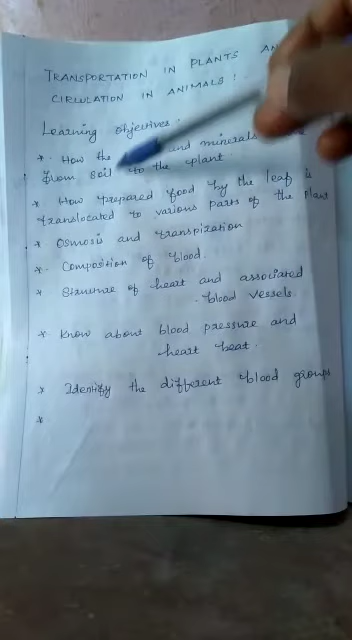 TRANSPORTATION IN PLANTS AN
CIRCULATION IN ANIMALS :
Learning objectives :
* How the and minerals
from soil to the plant.
* How prepared food by the leaf is
translocated to various parts of the plant
* Osmosis and transpiration
* Composition of blood.
* Structure of heart and associated
blood vessels.
* Know about blood pressure and
heart beat.
* Identify the different blood groups
*